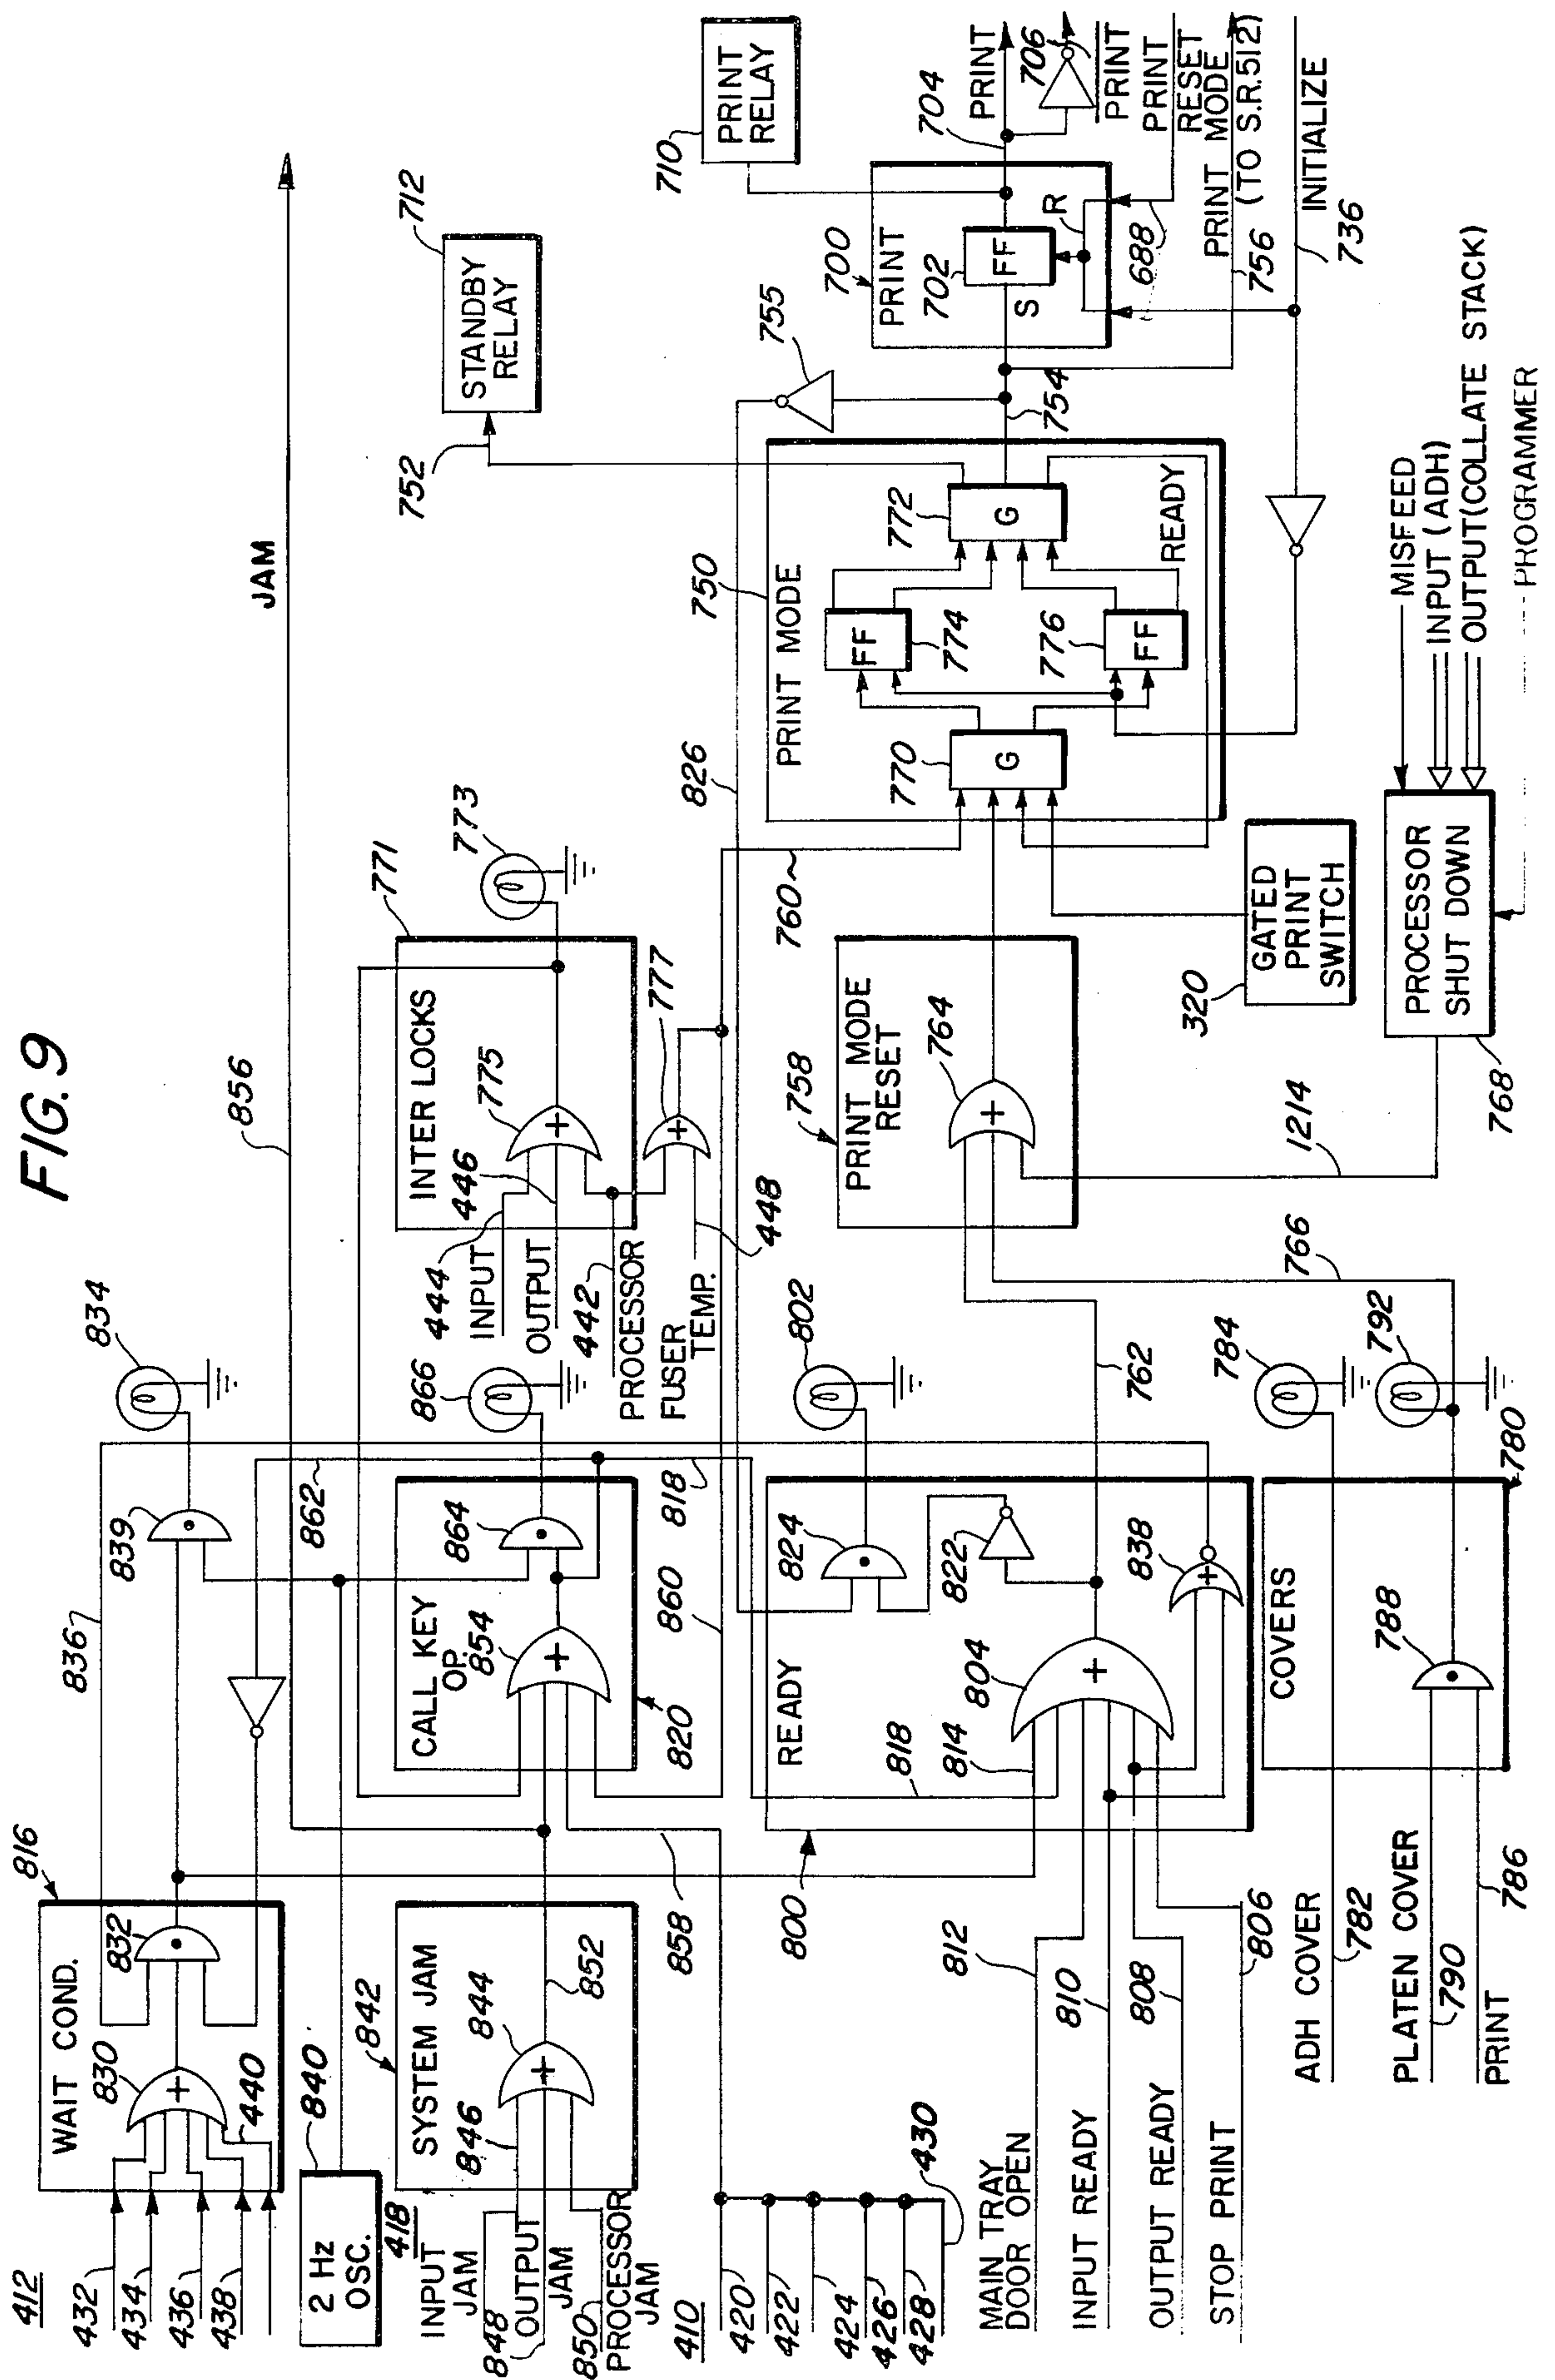 FIG. 9
412
432
434
436
438
WAIT COND.
816
830
832
440
836
839
834
862
856
JAM
2 Hz
OSC.
840
842
SYSTEM JAM
844
846
852
418
INPUT
JAM
848
OUTPUT
JAM
850
PROCESSOR
JAM
CALL KEY
OP.
854
864
866
820
858
860
818
410
420
422
424
426
428
430
INTER LOCKS
771
773
775
777
444
INPUT
446
OUTPUT
442
PROCESSOR
FUSER
TEMP.
448
STANDBY
RELAY
712
752
PRINT
RELAY
710
READY
800
804
814
818
822
824
838
802
762
MAIN TRAY
DOOR OPEN
812
INPUT READY
810
OUTPUT READY
808
STOP PRINT
806
PRINT MODE
RESET
758
764
760
826
PRINT MODE
750
770
G
FF
774
776
FF
772
G
READY
754
755
700
PRINT
702
FF
S
R
704
PRINT
706
PRINT
PRINT
RESET
688
PRINT MODE
(TO S.R. 512)
756
INITIALIZE
736
COVERS
780
788
784
792
766
ADH COVER
782
PLATEN COVER
790
PRINT
786
1214
GATED
PRINT
SWITCH
320
PROCESSOR
SHUT DOWN
768
MISFEED
INPUT (ADH)
OUTPUT (COLLATE STACK)
PROGRAMMER